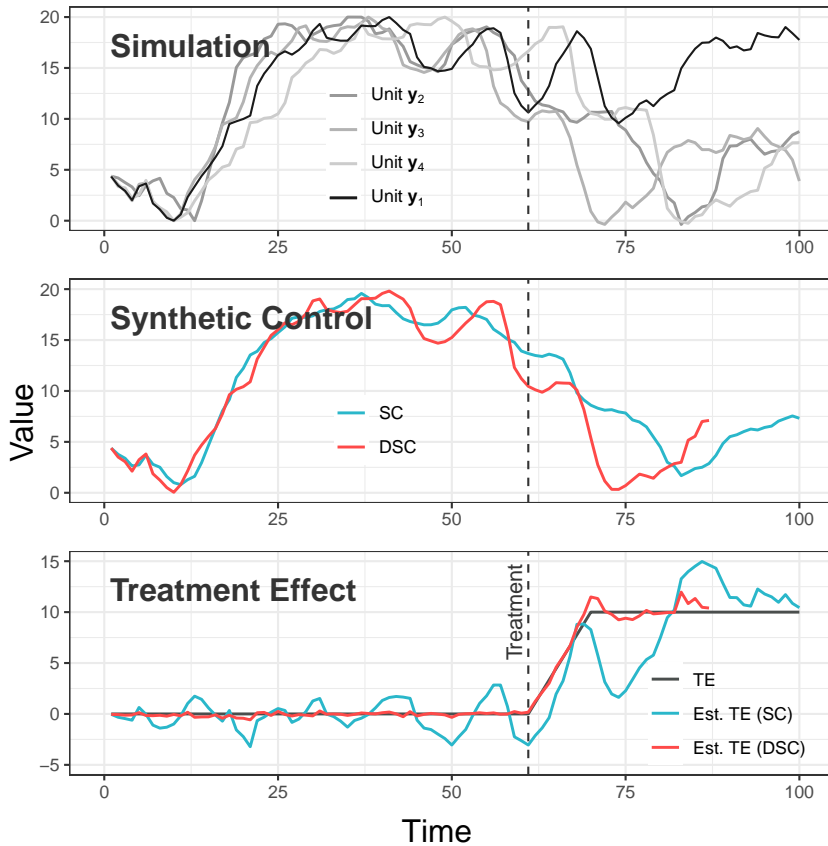 Simulation
20
15
10
5
0
Unit y₂
Unit y₃
Unit y₄
Unit y₁
0
25
50
75
100
Synthetic Control
20
15
10
5
0
SC
DSC
0
25
50
75
100
Value
Treatment Effect
15
10
5
0
−5
Treatment
TE
Est. TE (SC)
Est. TE (DSC)
0
25
50
75
100
Time